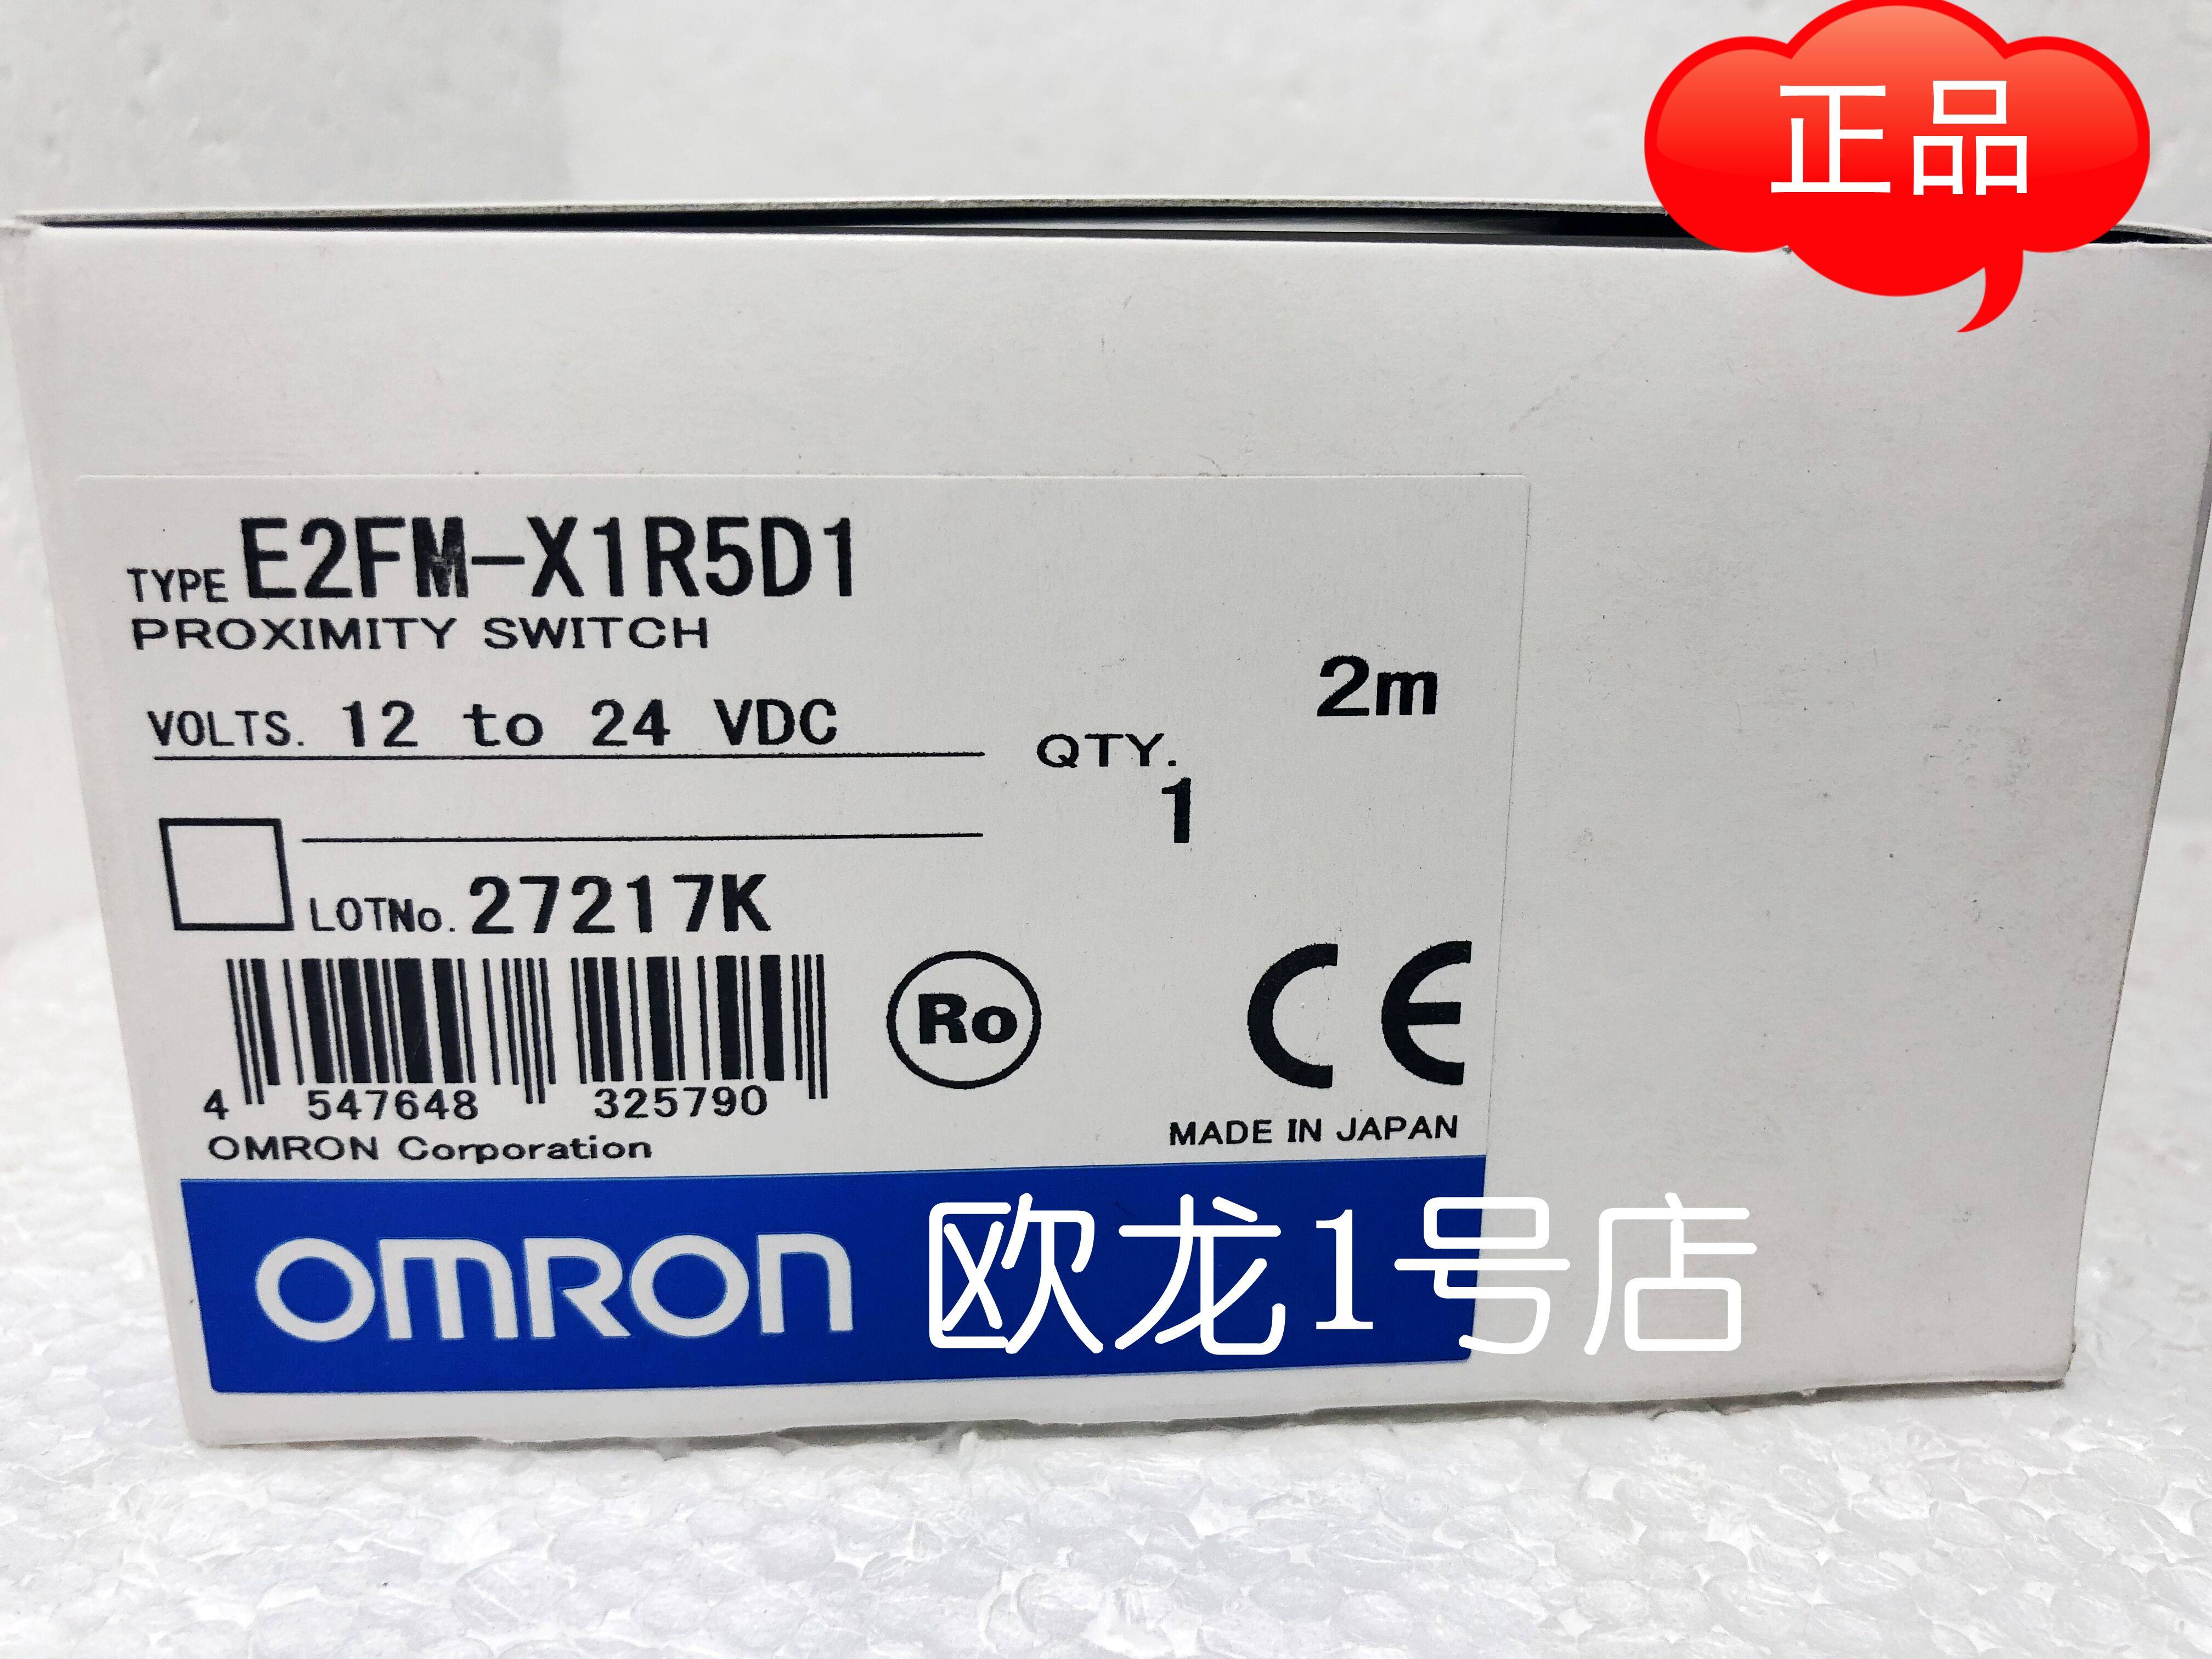 正品
TYPE E2FM-X1R5D1
PROXIMITY SWITCH
2m
VOLTS. 12 to 24 VDC
QTY.
1
LOTNo. 27217K
Ro
CE
4 547648 325790
OMRON Corporation
MADE IN JAPAN
OMRON
欧龙1号店